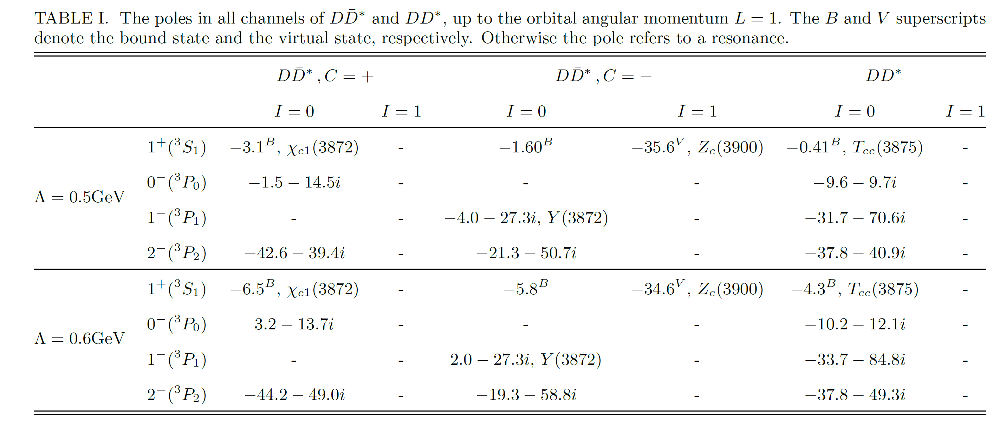 TABLE I. The poles in all channels of $D\bar{D}^*$ and $DD^*$, up to the orbital angular momentum $L = 1$. The $B$ and $V$ superscripts
denote the bound state and the virtual state, respectively. Otherwise the pole refers to a resonance.
$D\bar{D}^*, C = +$ $D\bar{D}^*, C = -$ $DD^*$
$I = 0$ $I = 1$ $I = 0$ $I = 1$ $I = 0$ $I = 1$
$1^+(^3S_1)$ $-3.1^B$, $\chi_{c1}(3872)$ - $-1.60^B$ $-35.6^V$, $Z_c(3900)$ $-0.41^B$, $T_{cc}(3875)$ -
$0^-(^3P_0)$ $-1.5 - 14.5i$ - - - $-9.6 - 9.7i$ -
$\Lambda = 0.5$GeV
$1^-(^3P_1)$ - - $-4.0 - 27.3i$, $Y(3872)$ - $-31.7 - 70.6i$ -
$2^-(^3P_2)$ $-42.6 - 39.4i$ - $-21.3 - 50.7i$ - $-37.8 - 40.9i$ -
$1^+(^3S_1)$ $-6.5^B$, $\chi_{c1}(3872)$ - $-5.8^B$ $-34.6^V$, $Z_c(3900)$ $-4.3^B$, $T_{cc}(3875)$ -
$0^-(^3P_0)$ $3.2 - 13.7i$ - - - $-10.2 - 12.1i$ -
$\Lambda = 0.6$GeV
$1^-(^3P_1)$ - - $2.0 - 27.3i$, $Y(3872)$ - $-33.7 - 84.8i$ -
$2^-(^3P_2)$ $-44.2 - 49.0i$ - $-19.3 - 58.8i$ - $-37.8 - 49.3i$ -